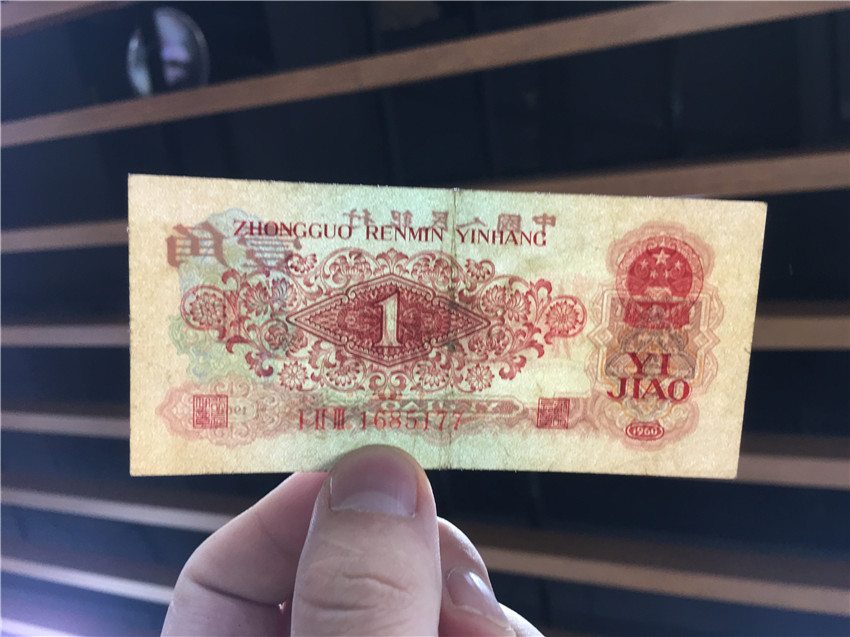 中國人民銀行
ZHONGGUO RENMIN YINHANG
壹角
1
YI
JIAO
I II III 1685177
1960